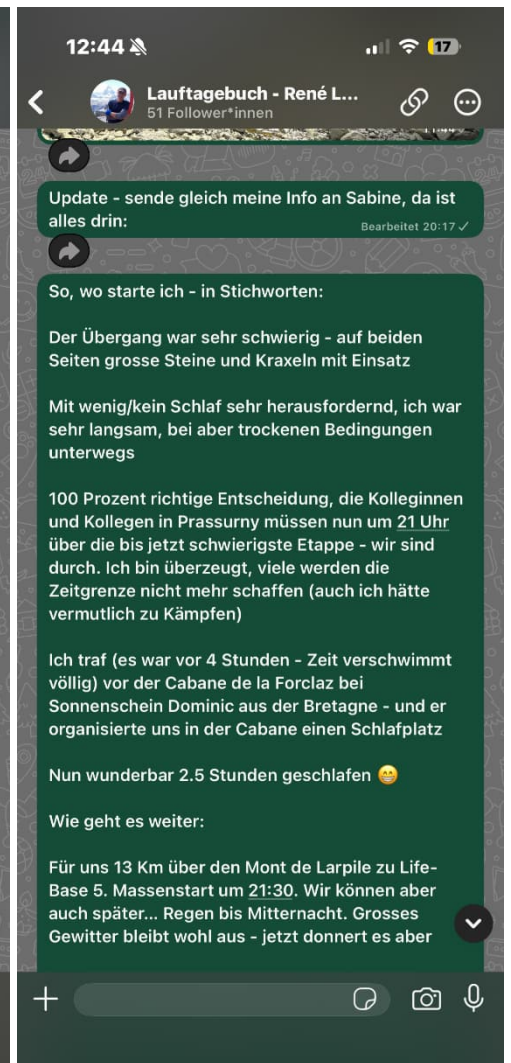 12:44
17
Lauftagebuch - René L...
51 Follower*innen
11:44
Update - sende gleich meine Info an Sabine, da ist
alles drin:
Bearbeitet 20:17
So, wo starte ich - in Stichworten:
Der Übergang war sehr schwierig - auf beiden
Seiten grosse Steine und Kraxeln mit Einsatz
Mit wenig/kein Schlaf sehr herausfordernd, ich war
sehr langsam, bei aber trockenen Bedingungen
unterwegs
100 Prozent richtige Entscheidung, die Kolleginnen
und Kollegen in Prassurny müssen nun um 21 Uhr
über die bis jetzt schwierigste Etappe - wir sind
durch. Ich bin überzeugt, viele werden die
Zeitgrenze nicht mehr schaffen (auch ich hätte
vermutlich zu Kämpfen)
Ich traf (es war vor 4 Stunden - Zeit verschwimmt
völlig) vor der Cabane de la Forclaz bei
Sonnenschein Dominic aus der Bretagne - und er
organisierte uns in der Cabane einen Schlafplatz
Nun wunderbar 2.5 Stunden geschlafen 😁
Wie geht es weiter:
Für uns 13 Km über den Mont de Larpile zu Life-
Base 5. Massenstart um 21:30. Wir können aber
auch später... Regen bis Mitternacht. Grosses
Gewitter bleibt wohl aus - jetzt donnert es aber